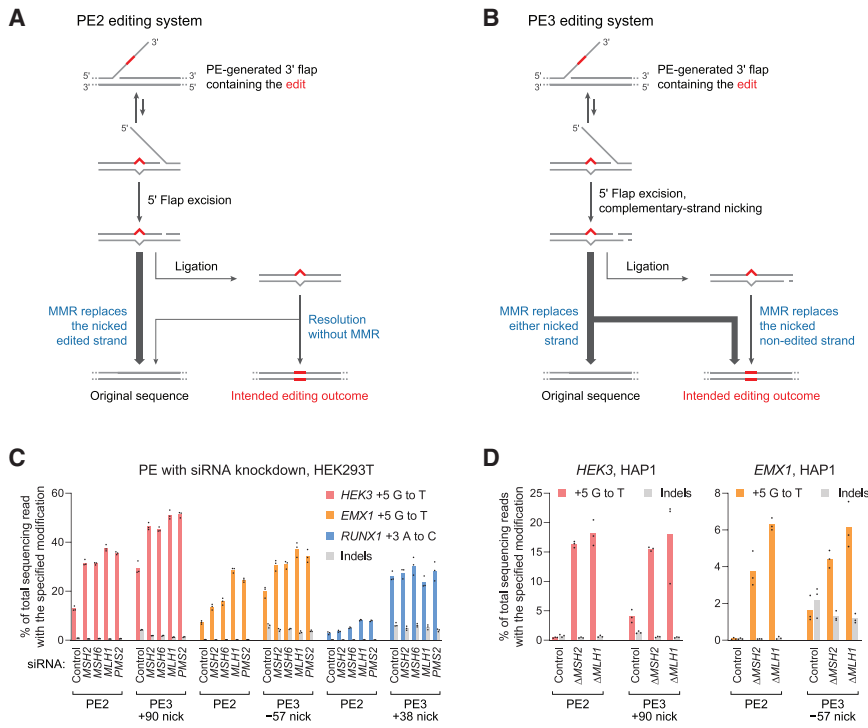 A
PE2 editing system
3'
5'
3'
3'
5'
PE-generated 3' flap
containing the edit
5'
5' Flap excision
Ligation
MMR replaces
the nicked
edited strand
Resolution
without MMR
Original sequence
Intended editing outcome
B
PE3 editing system
3'
5'
3'
3'
5'
PE-generated 3' flap
containing the edit
5'
5' Flap excision,
complementary-strand nicking
Ligation
MMR replaces
either nicked
strand
MMR replaces
the nicked
non-edited strand
Original sequence
Intended editing outcome
C
PE with siRNA knockdown, HEK293T
% of total sequencing read
with the specified modification
60
40
20
0
HEK3 +5 G to T
EMX1 +5 G to T
RUNX1 +3 A to C
Indels
siRNA:
Control
MSH2
MSH6
MLH1
PMS2
Control
MSH2
MSH6
MLH1
PMS2
Control
MSH2
MSH6
MLH1
PMS2
Control
MSH2
MSH6
MLH1
PMS2
Control
MSH2
MSH6
MLH1
PMS2
Control
MSH2
MSH6
MLH1
PMS2
PE2
PE3
+90 nick
PE2
PE3
−57 nick
PE2
PE3
+38 nick
D
HEK3, HAP1
+5 G to T
Indels
% of total sequencing reads
with the specified modification
25
20
15
10
5
0
Control
ΔMSH2
ΔMLH1
Control
ΔMSH2
ΔMLH1
PE2
PE3
+90 nick
EMX1, HAP1
+5 G to T
Indels
8
6
4
2
0
Control
ΔMSH2
ΔMLH1
Control
ΔMSH2
ΔMLH1
PE2
PE3
−57 nick